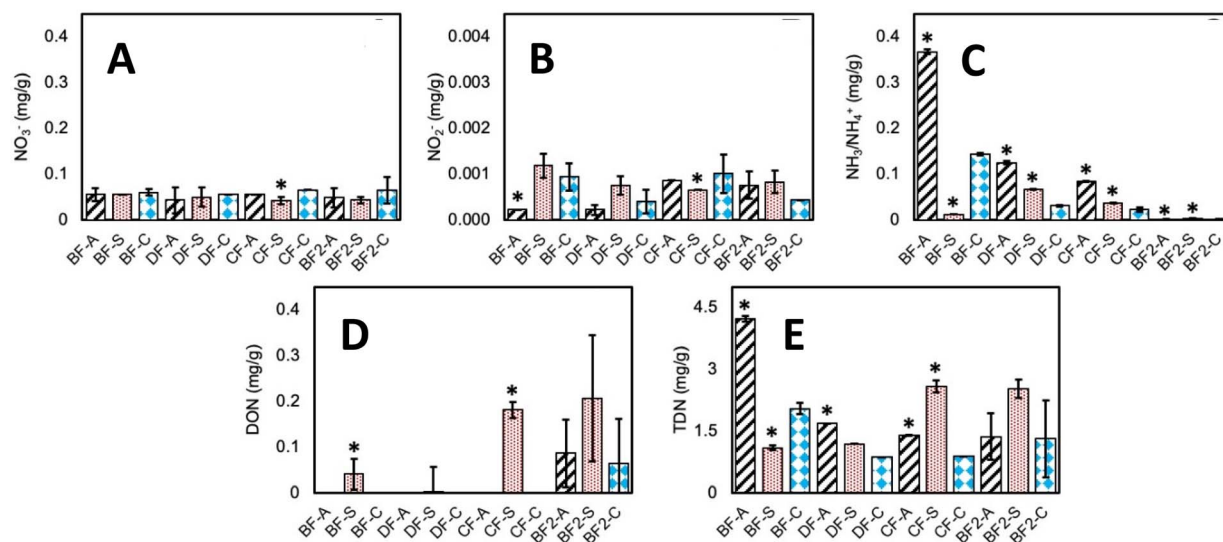 A
NO₃⁻ (mg/g)
0.4
0.3
0.2
0.1
0
*
BF-A BF-S BF-C DF-A DF-S DF-C CF-A CF-S CF-C BF2-A BF2-S BF2-C
B
NO₂⁻ (mg/g)
0.004
0.003
0.002
0.001
0.000
* *
BF-A BF-S BF-C DF-A DF-S DF-C CF-A CF-S CF-C BF2-A BF2-S BF2-C
C
NH₃/NH₄⁺ (mg/g)
0.4
0.3
0.2
0.1
0
* * * * * * * *
BF-A BF-S BF-C DF-A DF-S DF-C CF-A CF-S CF-C BF2-A BF2-S BF2-C
D
DON (mg/g)
0.4
0.3
0.2
0.1
0
* *
BF-A BF-S BF-C DF-A DF-S DF-C CF-A CF-S CF-C BF2-A BF2-S BF2-C
E
TDN (mg/g)
4.5
3
1.5
0
* * * * *
BF-A BF-S BF-C DF-A DF-S DF-C CF-A CF-S CF-C BF2-A BF2-S BF2-C